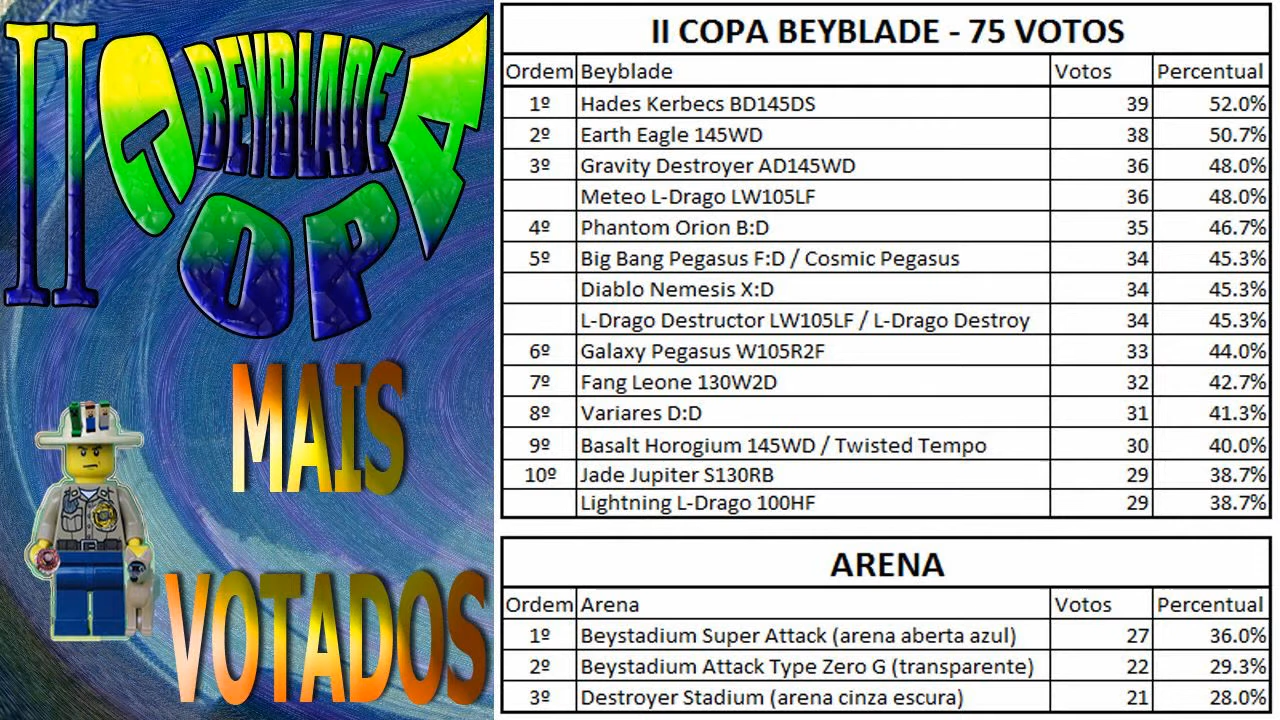 II COPA
BEYBLADE
MAIS
VOTADOS
II COPA BEYBLADE - 75 VOTOS
Ordem Beyblade Votos Percentual
1º Hades Kerbecs BD145DS 39 52.0%
2º Earth Eagle 145WD 38 50.7%
3º Gravity Destroyer AD145WD 36 48.0%
Meteo L-Drago LW105LF 36 48.0%
4º Phantom Orion B:D 35 46.7%
5º Big Bang Pegasus F:D / Cosmic Pegasus 34 45.3%
Diablo Nemesis X:D 34 45.3%
L-Drago Destructor LW105LF / L-Drago Destroy 34 45.3%
6º Galaxy Pegasus W105R2F 33 44.0%
7º Fang Leone 130W2D 32 42.7%
8º Variares D:D 31 41.3%
9º Basalt Horogium 145WD / Twisted Tempo 30 40.0%
10º Jade Jupiter S130RB 29 38.7%
Lightning L-Drago 100HF 29 38.7%
ARENA
Ordem Arena Votos Percentual
1º Beystadium Super Attack (arena aberta azul) 27 36.0%
2º Beystadium Attack Type Zero G (transparente) 22 29.3%
3º Destroyer Stadium (arena cinza escura) 21 28.0%